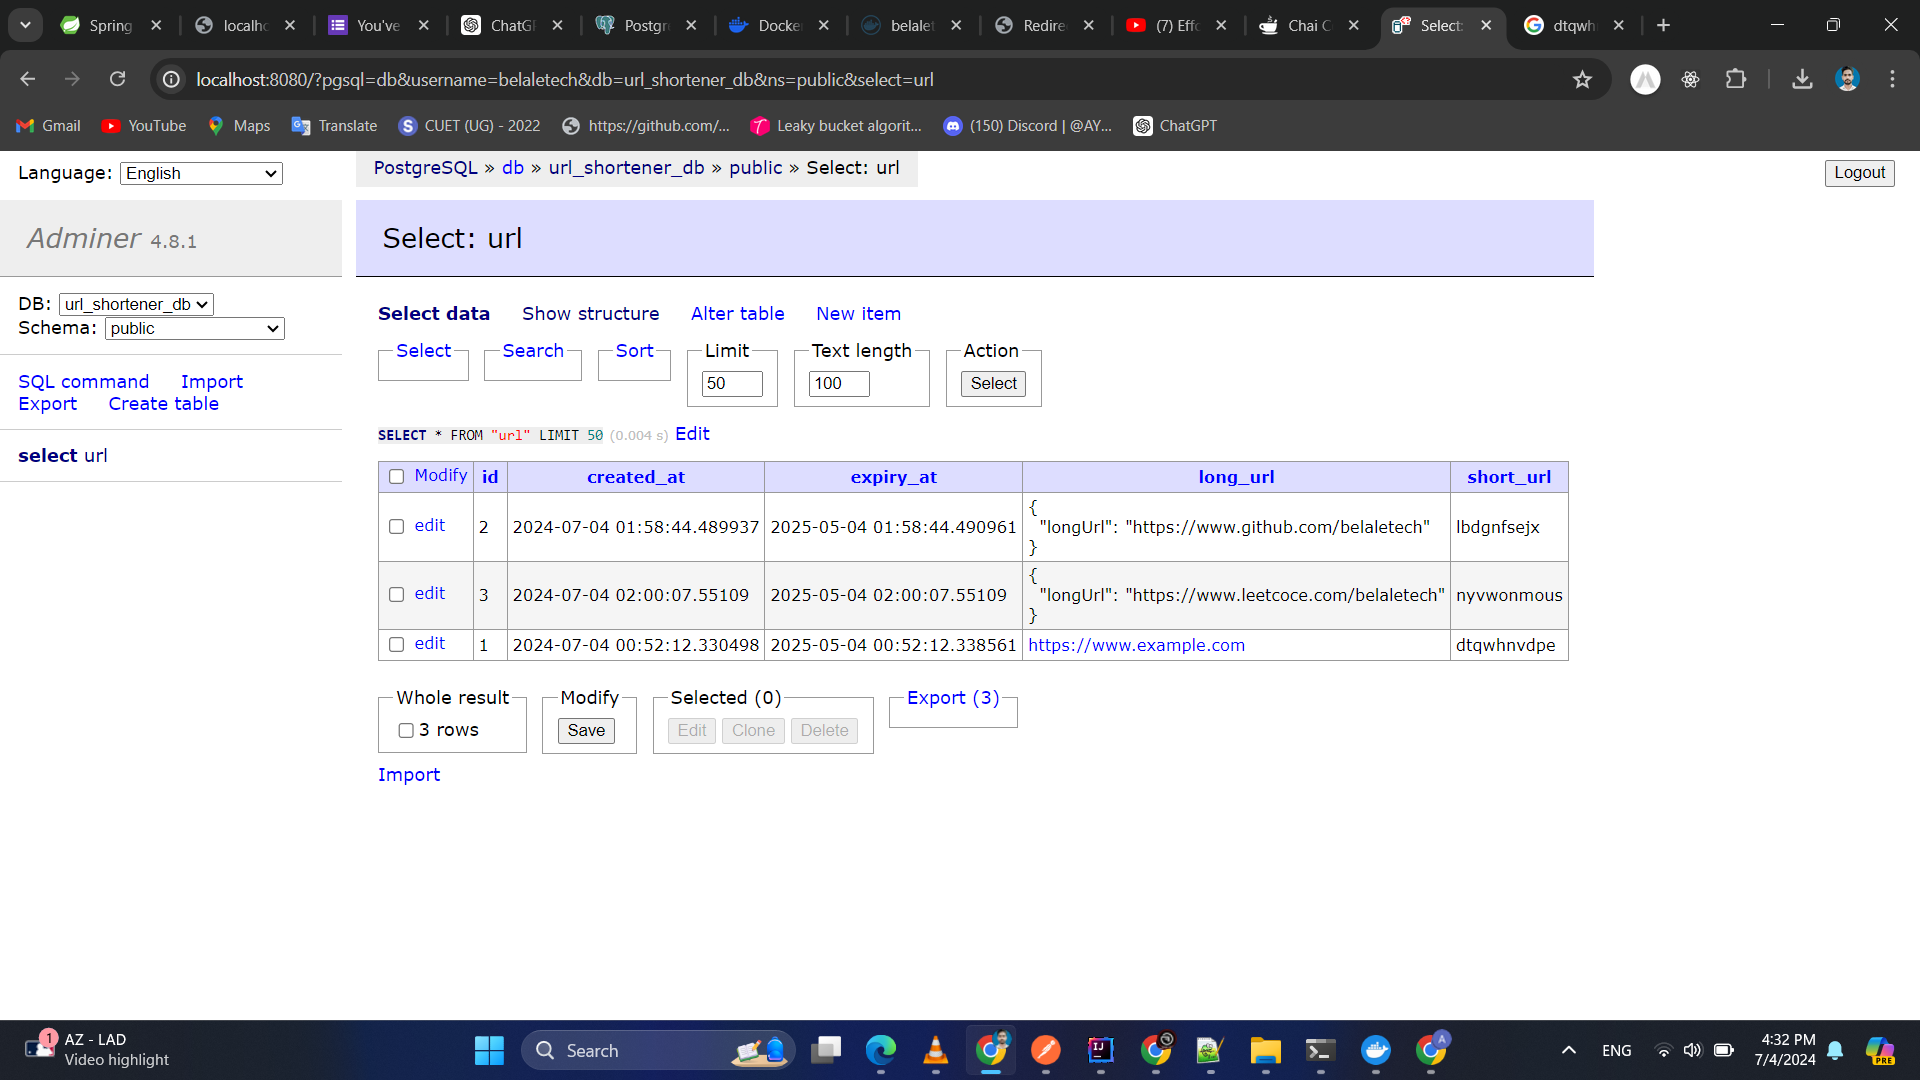 Spring
localho
You've
ChatGP
Postgr
Docker
belalet
Redire
(7) Effo
Chai C
Select:
dtqwh
localhost:8080/?pgsql=db&username=belaletech&db=url_shortener_db&ns=public&select=url
Gmail
YouTube
Maps
Translate
CUET (UG) - 2022
https://github.com/...
Leaky bucket algorit...
(150) Discord | @AY...
ChatGPT
Language: English
PostgreSQL » db » url_shortener_db » public » Select: url
Logout
Adminer 4.8.1
Select: url
DB: url_shortener_db
Schema: public
SQL command Import
Export Create table
select url
Select data Show structure Alter table New item
Select Search Sort Limit Text length Action
50 100 Select
SELECT * FROM "url" LIMIT 50 (0.004 s) Edit
Modify id created_at expiry_at long_url short_url
edit 2 2024-07-04 01:58:44.489937 2025-05-04 01:58:44.490961 {
"longUrl": "https://www.github.com/belaletech"
} lbdgnfsejx
edit 3 2024-07-04 02:00:07.55109 2025-05-04 02:00:07.55109 {
"longUrl": "https://www.leetcoce.com/belaletech"
} nyvwonmous
edit 1 2024-07-04 00:52:12.330498 2025-05-04 00:52:12.338561 https://www.example.com dtqwhnvdpe
Whole result Modify Selected (0) Export (3)
3 rows Save Edit Clone Delete
Import
1
AZ - LAD
Video highlight
Search
IJ
A
ENG
4:32 PM
7/4/2024
PRE